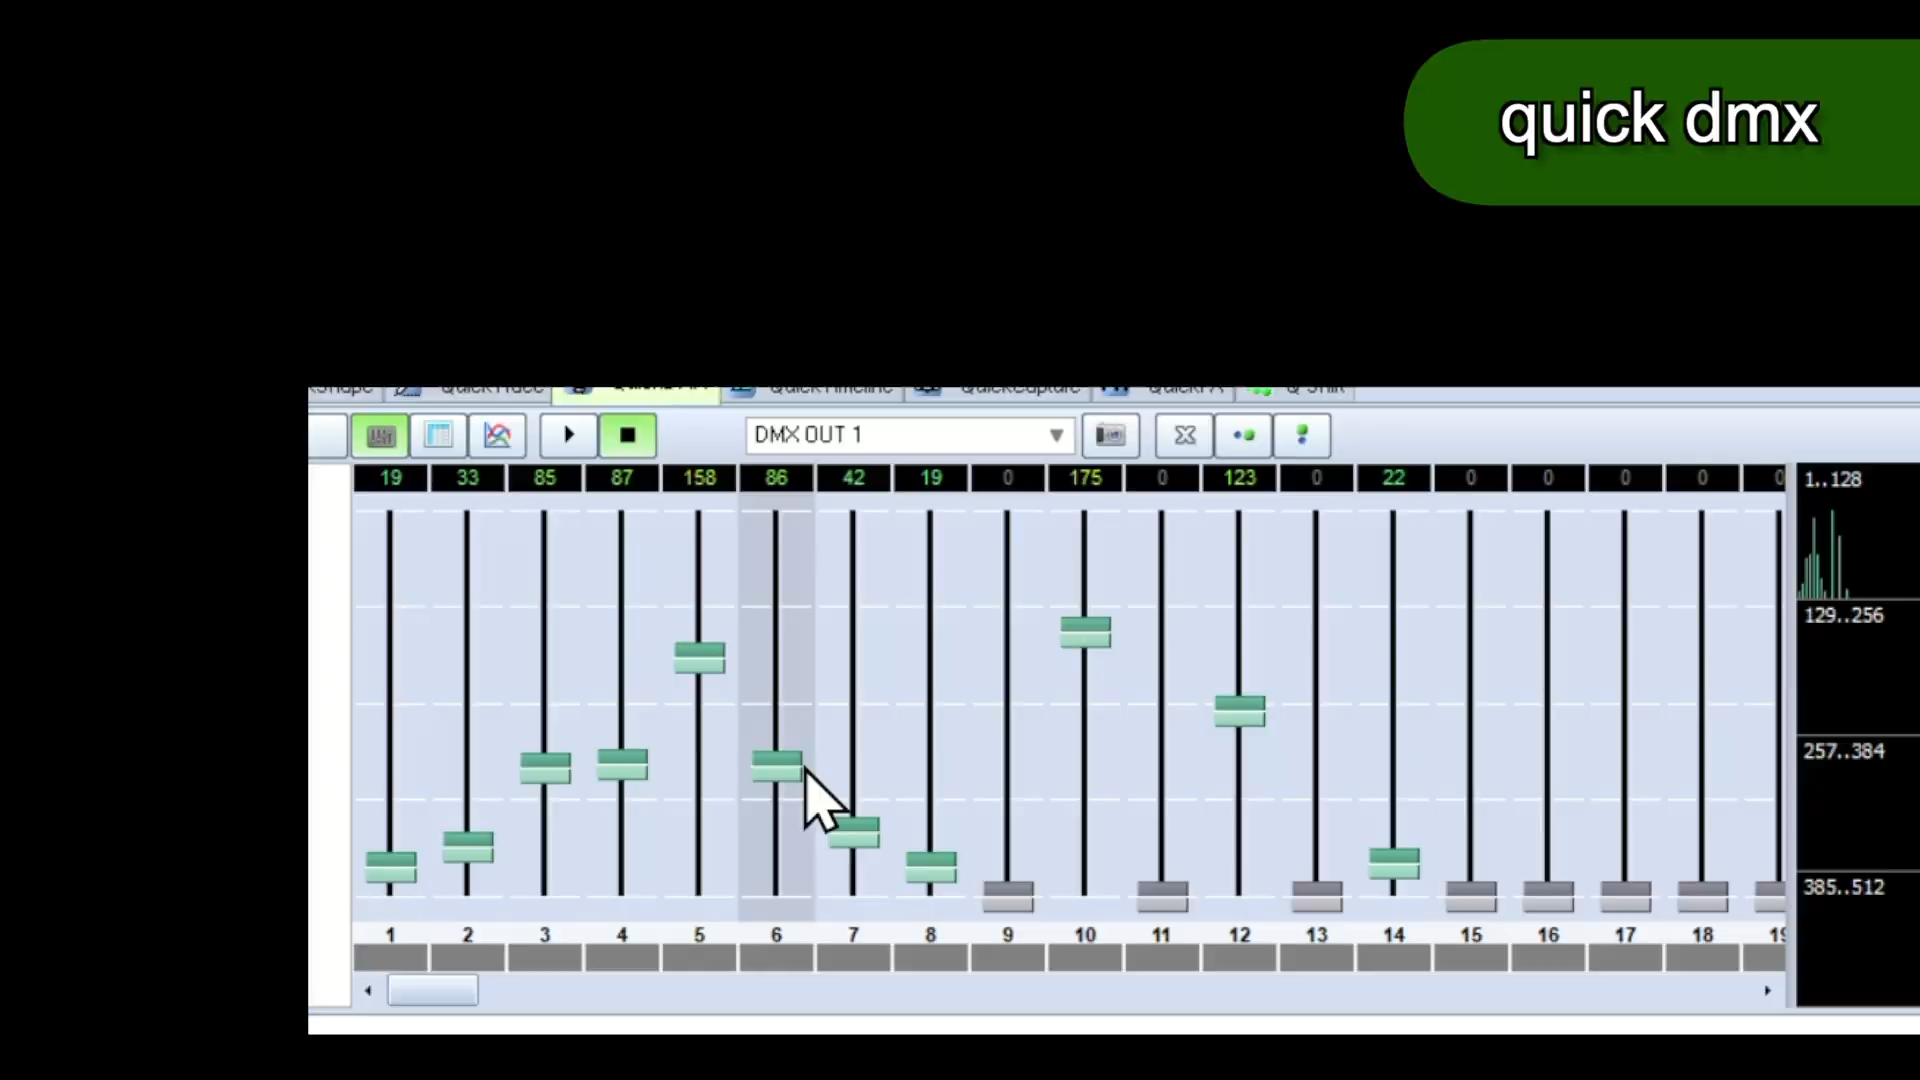 quick dmx
DMX OUT 1
19 33 85 87 158 86 42 19 0 175 0 123 0 22 0 0 0 0 0
1..128
129..256
257..384
385..512
1 2 3 4 5 6 7 8 9 10 11 12 13 14 15 16 17 18 19